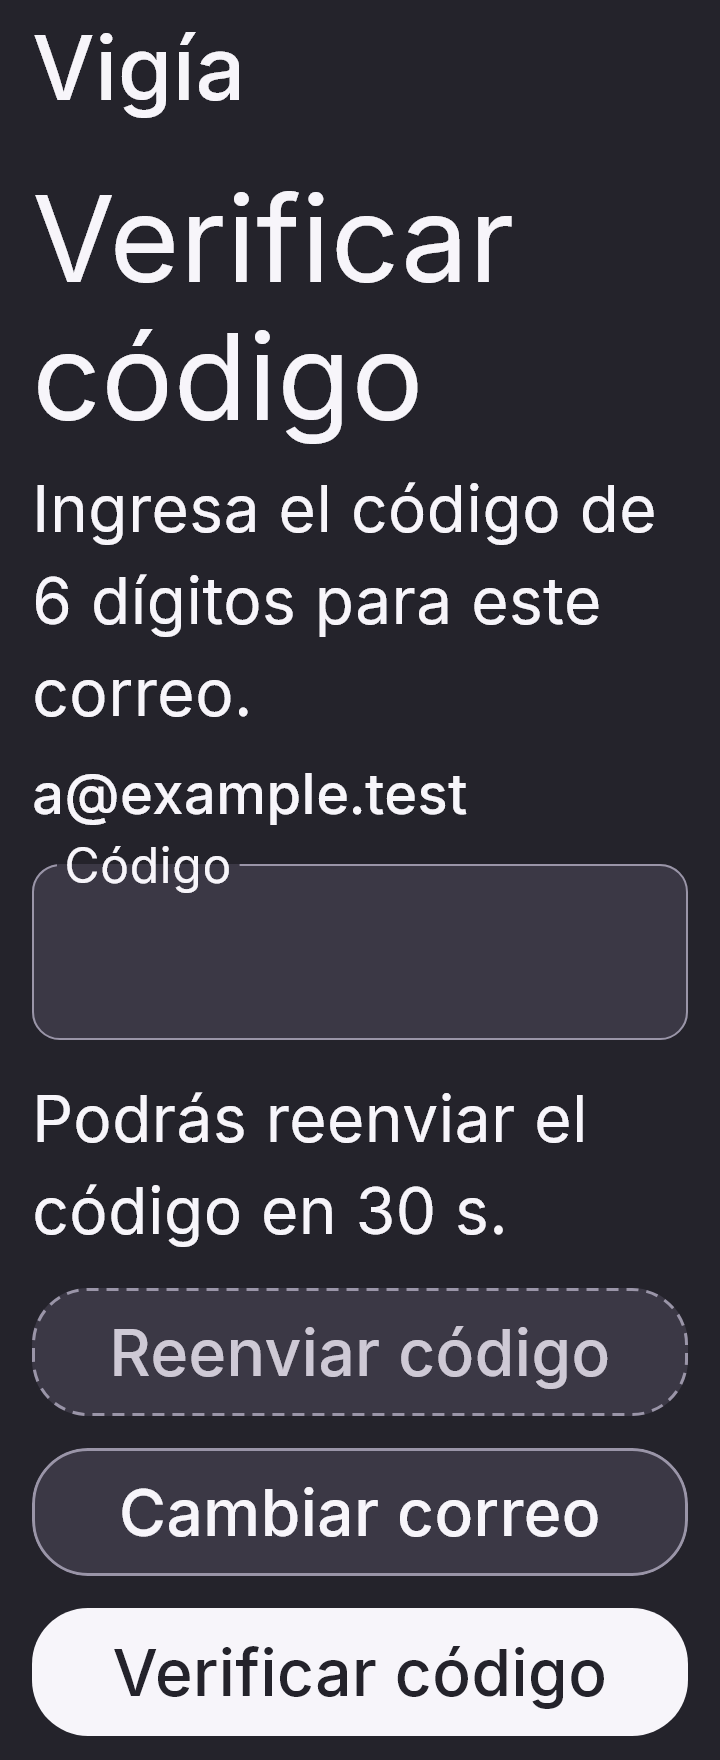 Vigía
Verificar
código
Ingresa el código de
6 dígitos para este
correo.
a@example.test
Código
Podrás reenviar el
código en 30 s.
Reenviar código
Cambiar correo
Verificar código